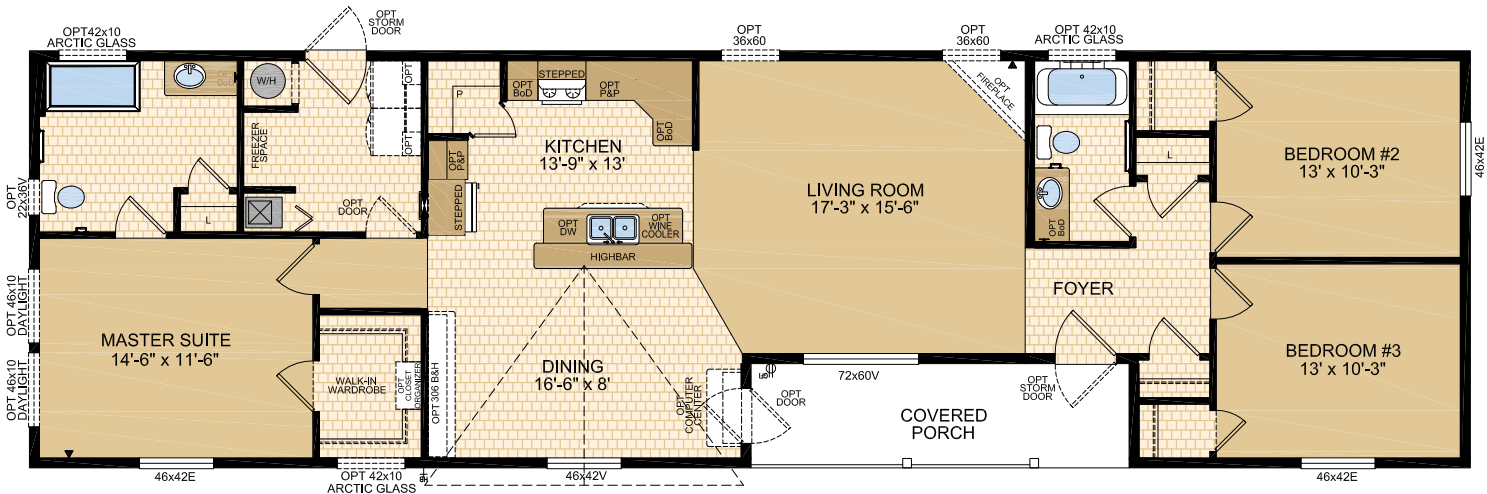 OPT42x10
ARCTIC GLASS
OPT
STORM
DOOR
OPT
36x60
OPT
36x60
OPT 42x10
ARCTIC GLASS
OPT
BoD
W/H
OPT
OPT
FREEZER
SPACE
P
OPT
BoD
STEPPED
OPT
P&P
OPT
BoD
OPT
FIREPLACE
KITCHEN
13'-9" x 13'
OPT
P&P
STEPPED
L
L
BEDROOM #2
13' x 10'-3"
46x42E
LIVING ROOM
17'-3" x 15'-6"
OPT
22x36V
OPT
DOOR
OPT
DW
OPT
WINE
COOLER
HIGHBAR
OPT
BoD
FOYER
OPT 46x10
DAYLIGHT
MASTER SUITE
14'-6" x 11'-6"
OPT 46x10
DAYLIGHT
WALK-IN
WARDROBE
OPT
CLOSET
ORGANIZER
OPT 306 B&H
DINING
16'-6" x 8'
OPT
COMPUTER
CENTER
OPT
DOOR
72x60V
OPT
STORM
DOOR
COVERED
PORCH
BEDROOM #3
13' x 10'-3"
46x42E
OPT 42x10
ARCTIC GLASS
46x42V
46x42E